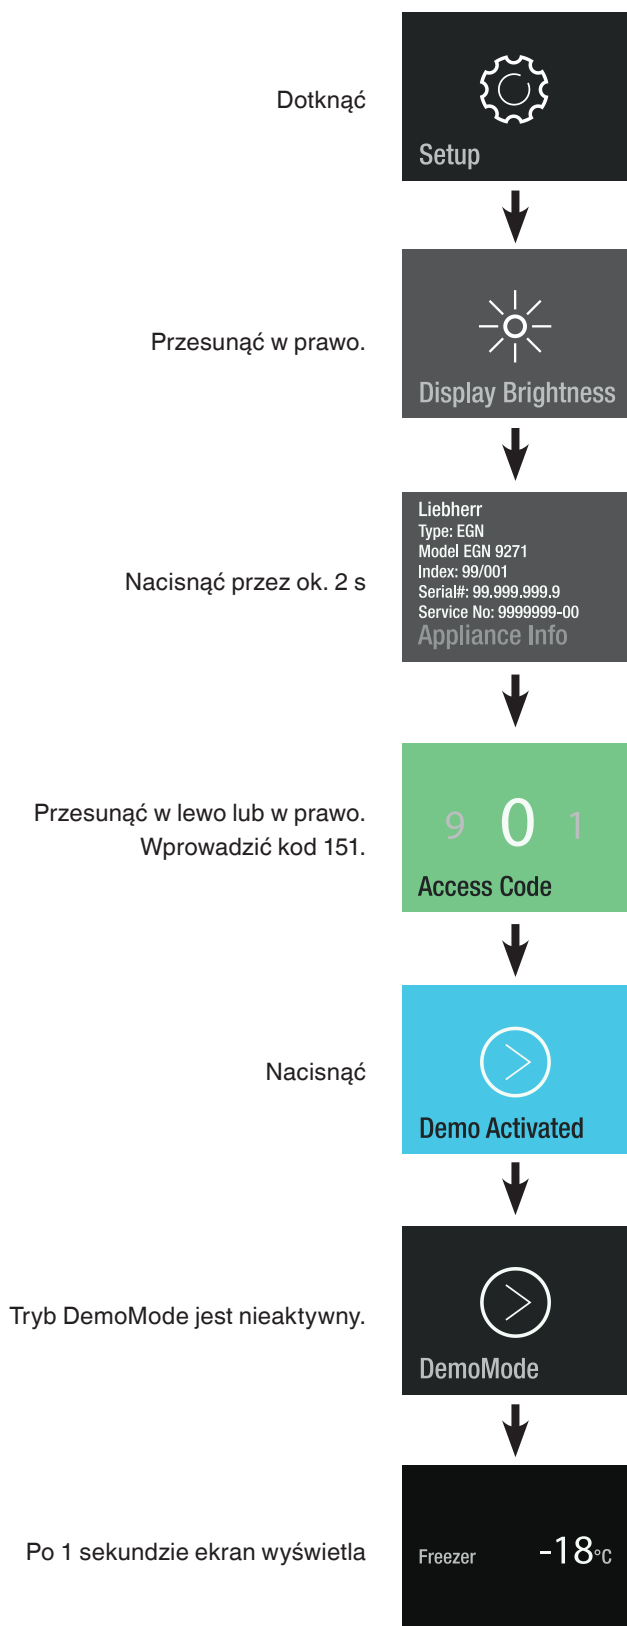 Dotknąć
Setup
Przesunąć w prawo.
Display Brightness
Nacisnąć przez ok. 2 s
Liebherr
Type: EGN
Model EGN 9271
Index: 99/001
Serial#: 99.999.999.9
Service No: 9999999-00
Appliance Info
Przesunąć w lewo lub w prawo.
Wprowadzić kod 151.
9 0 1
Access Code
Nacisnąć
Demo Activated
Tryb DemoMode jest nieaktywny.
DemoMode
Po 1 sekundzie ekran wyświetla
Freezer -18°C